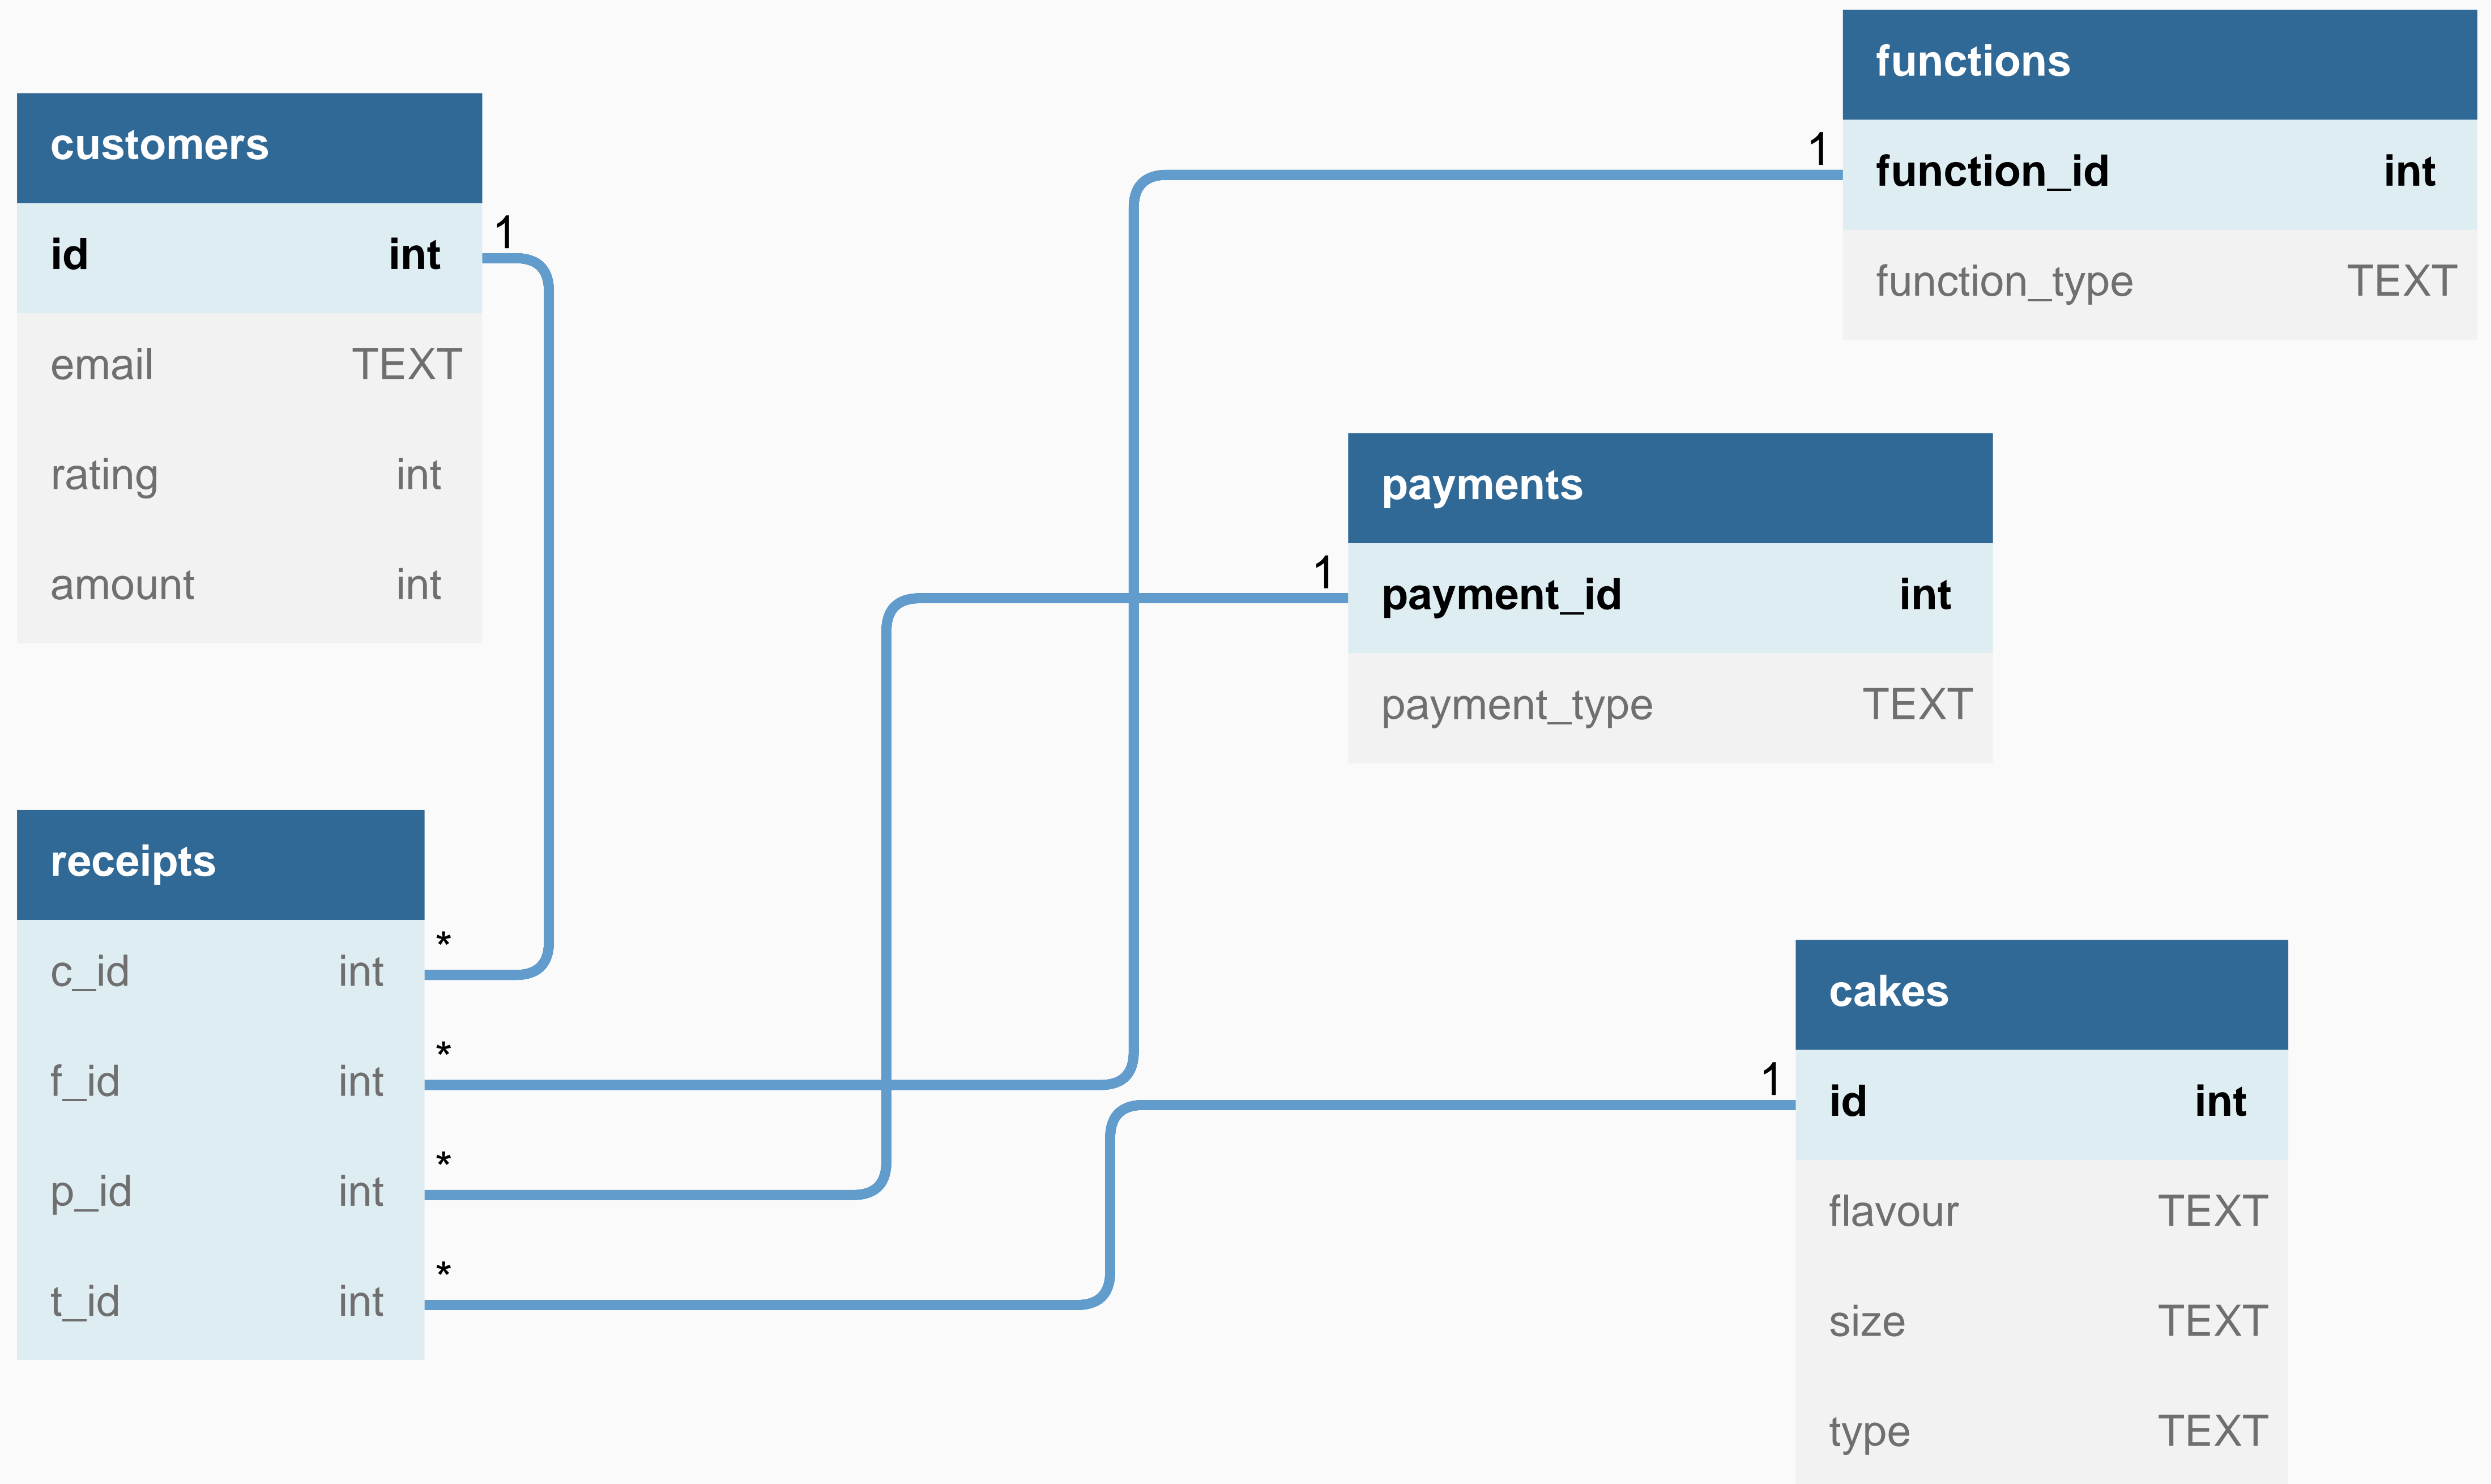 functions
function_id int
function_type TEXT
customers
id int
email TEXT
rating int
amount int
1
1
payments
payment_id int
payment_type TEXT
1
receipts
c_id int
f_id int
p_id int
t_id int
*
*
*
*
cakes
id int
flavour TEXT
size TEXT
type TEXT
1